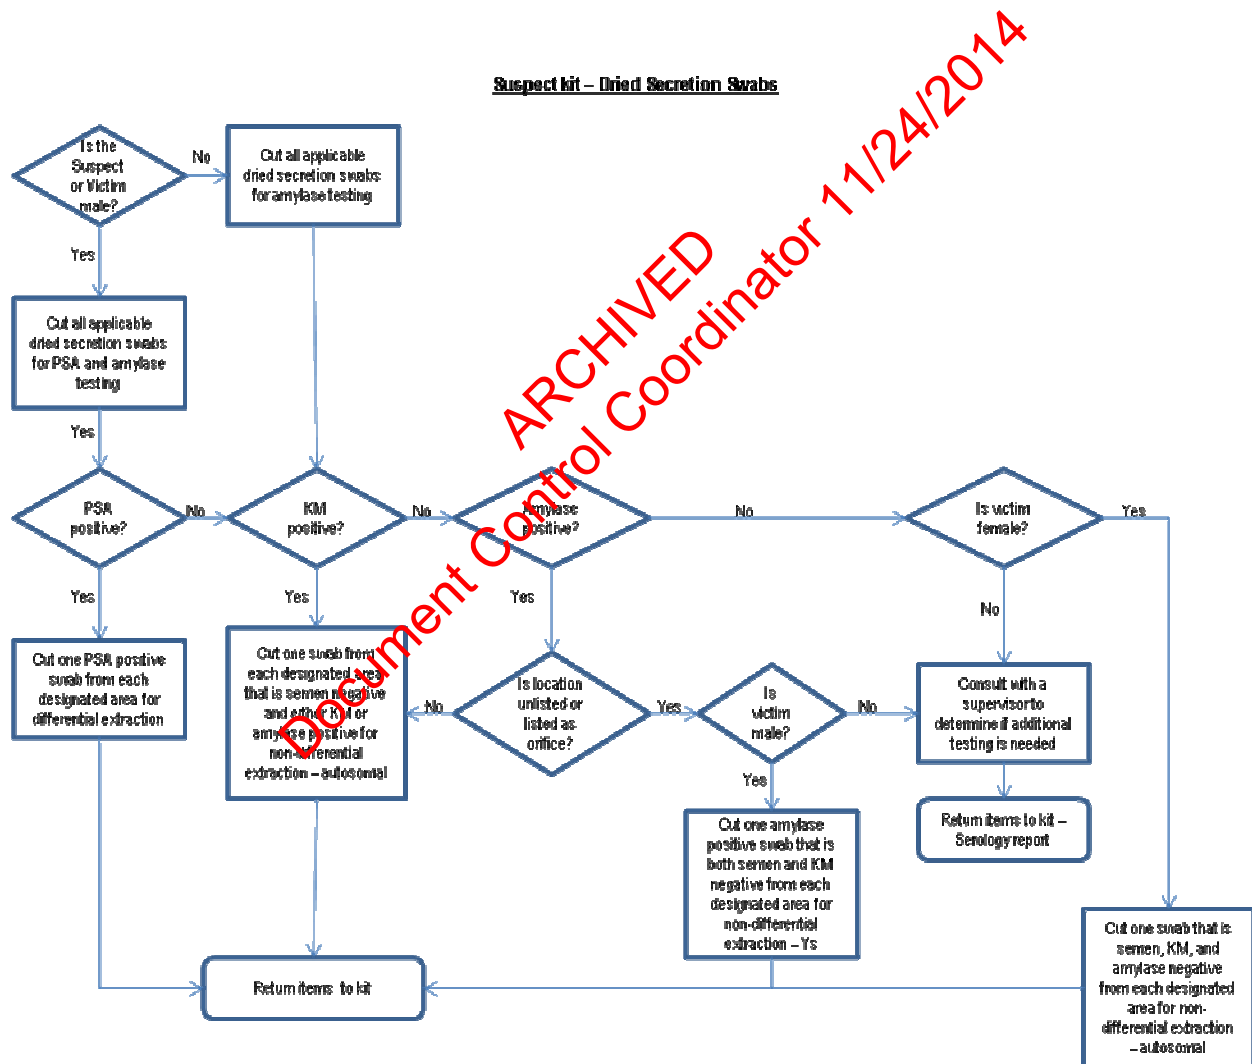 Suspect kit – Dried Secretion Swabs
Is the
Suspect
or Victim
male?
No
Cut all applicable
dried secretion swabs
for amylase testing
Yes
Cut all applicable
dried secretion swabs
for PSA and amylase
testing
Yes
PSA
positive?
No
KM
positive?
No
Amylase
positive?
No
Is victim
female?
Yes
Yes
Yes
Yes
No
Cut one PSA positive
swab from each
designated area for
differential extraction
Cut one swab from
each designated area
that is semen negative
and either KM or
amylase positive for
non-differential
extraction – autosomal
No
Is location
unlisted or
listed as
orifice?
Yes
Is
victim
male?
No
Consult with a
supervisor to
determine if additional
testing is needed
Yes
Cut one amylase
positive swab that is
both semen and KM
negative from each
designated area for
non-differential
extraction – Ys
Return items to kit –
Serology report
Cut one swab that is
semen, KM, and
amylase negative
from each designated
area for non-
differential extraction
– autosomal
Return items to kit
ARCHIVED
Document Control Coordinator 11/24/2014